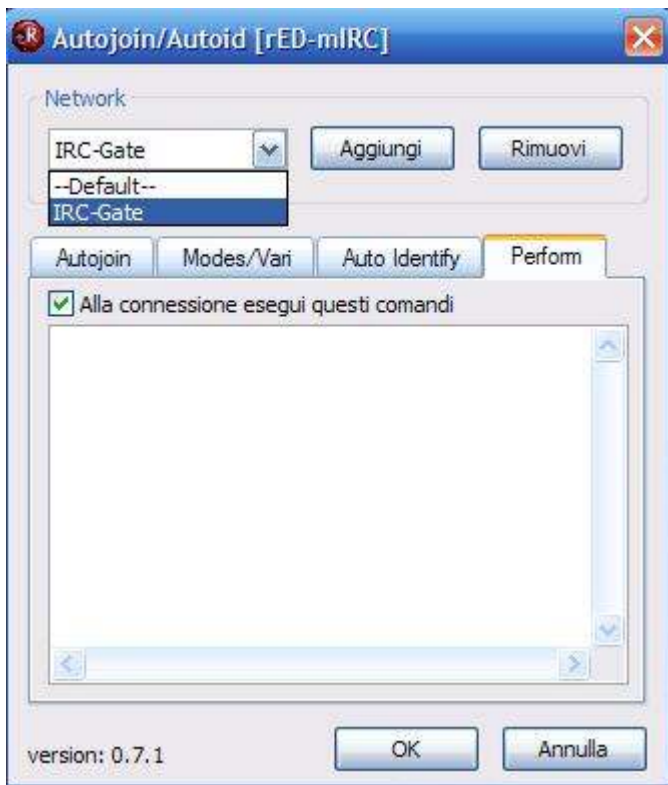 Autojoin/Autoid [rED-mIRC]
Network
IRC-Gate
Aggiungi
Rimuovi
--Default--
IRC-Gate
Autojoin
Modes/Vari
Auto Identify
Perform
Alla connessione esegui questi comandi
version: 0.7.1
OK
Annulla